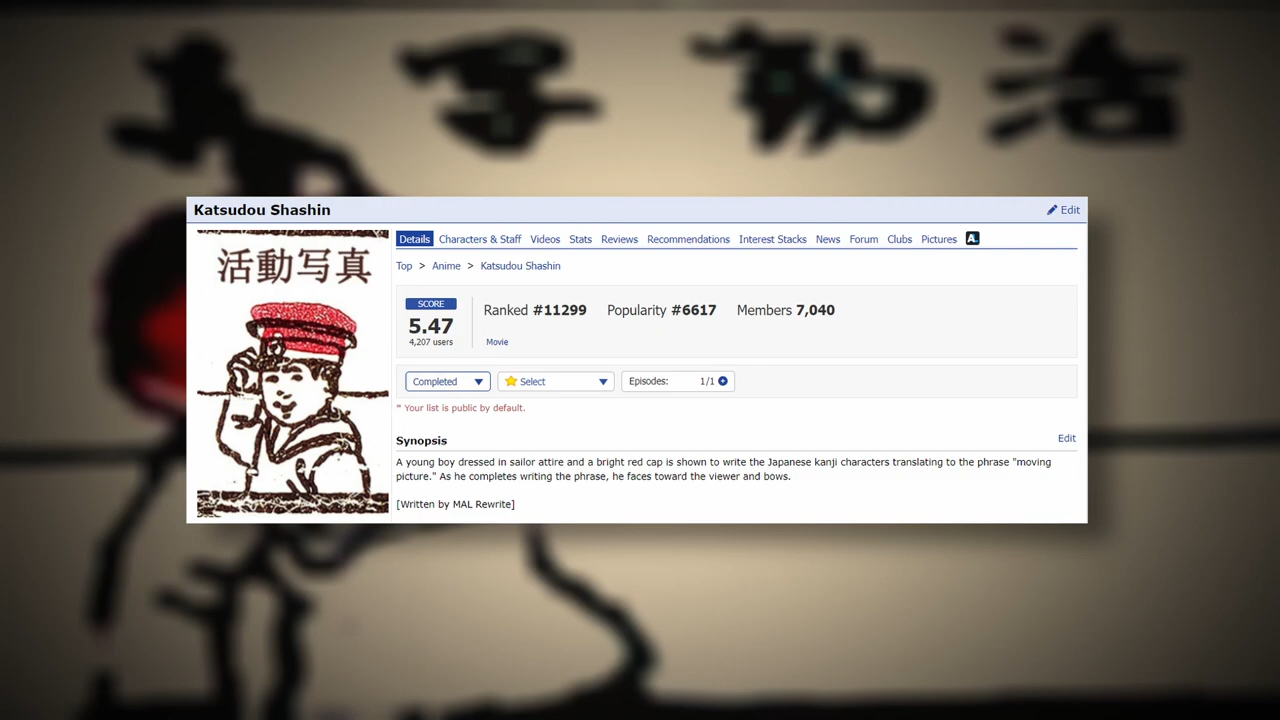 写動活
Katsudou Shashin
Edit
活動写真
Details Characters & Staff Videos Stats Reviews Recommendations Interest Stacks News Forum Clubs Pictures AL
Top > Anime > Katsudou Shashin
SCORE
5.47
4,207 users
Ranked #11299 Popularity #6617 Members 7,040
Movie
Completed Select Episodes: 1/1
* Your list is public by default.
Synopsis
Edit
A young boy dressed in sailor attire and a bright red cap is shown to write the Japanese kanji characters translating to the phrase "moving
picture." As he completes writing the phrase, he faces toward the viewer and bows.
[Written by MAL Rewrite]